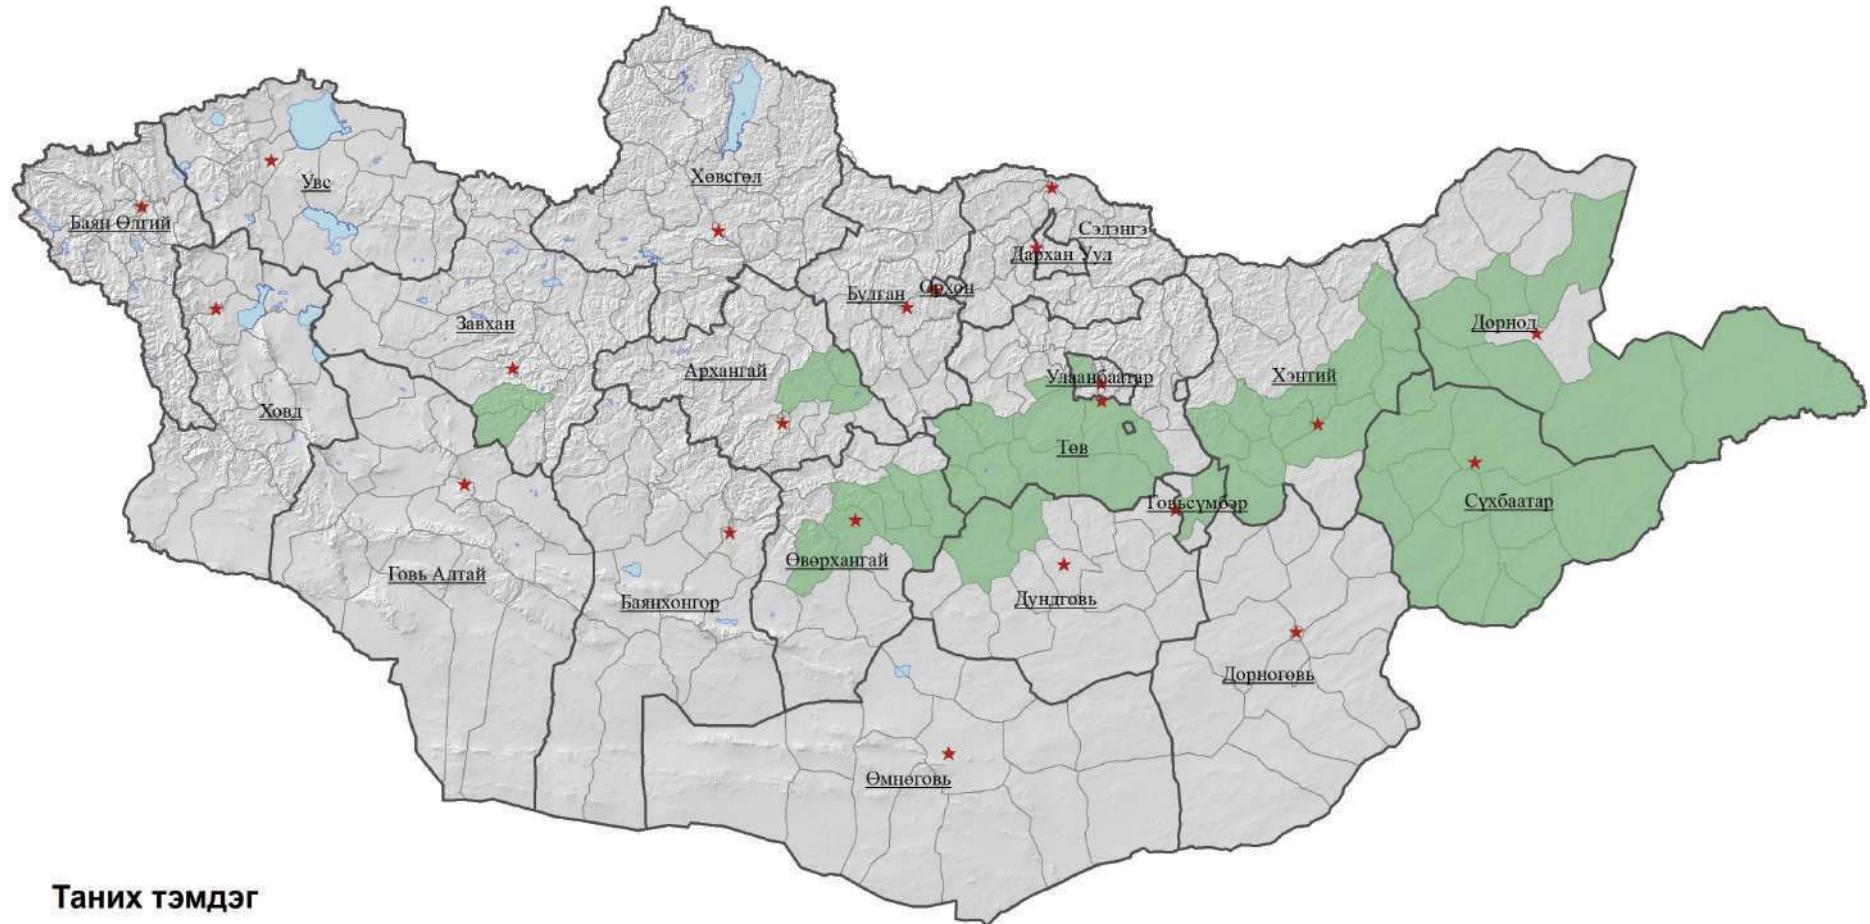 Хөвсгөл
Увс
Баян Өлгий
Сэлэнгэ
Дархан Уул
Орхон
Булган
Завхан
Дорнод
Архангай
Улаанбаатар
Хэнтий
Ховд
Төв
Говьсүмбэр
Сүхбаатар
Өвөрхангай
Говь Алтай
Баянхонгор
Дундговь
Дорноговь
Өмнөговь
Таних тэмдэг